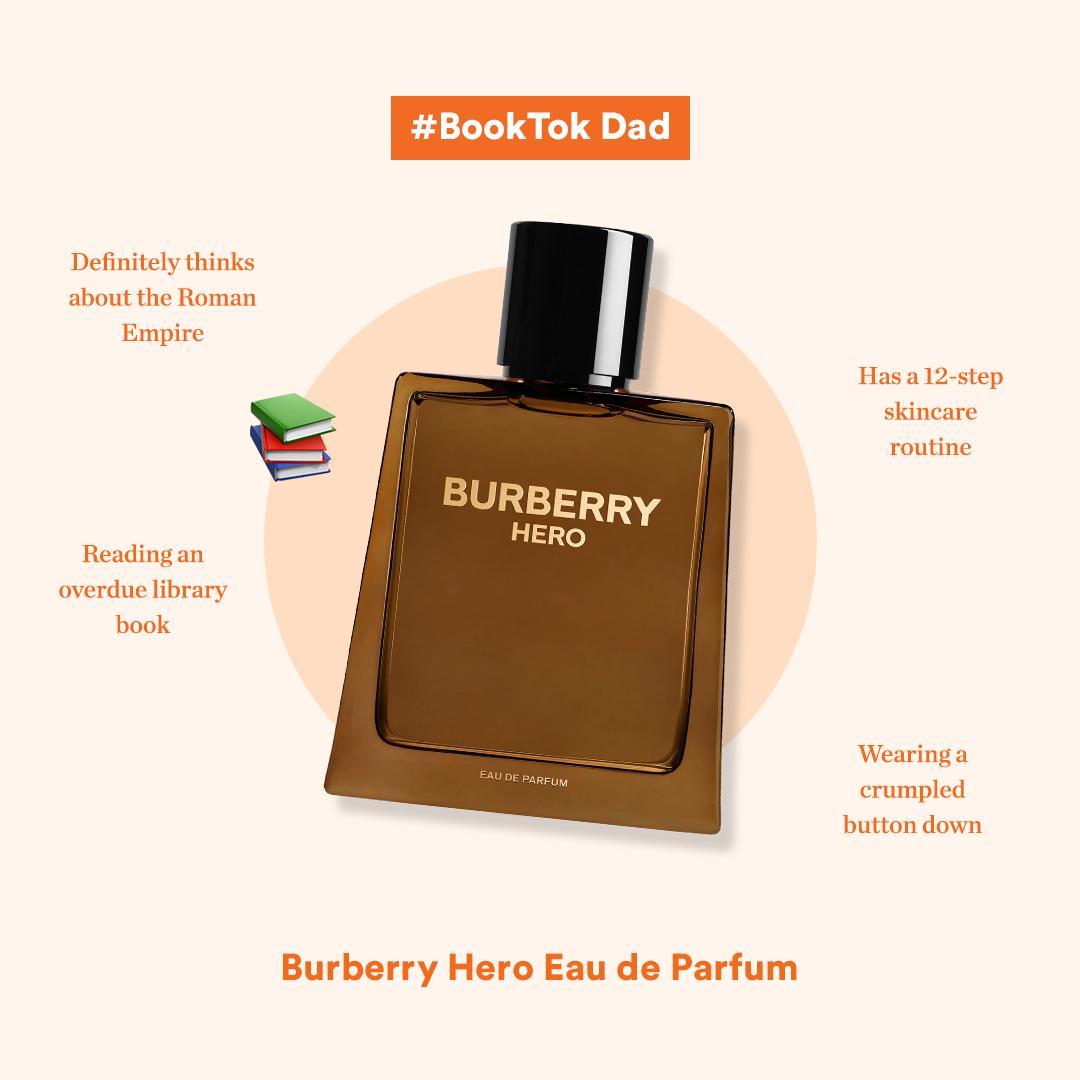 #BookTok Dad
Definitely thinks
about the Roman
Empire
Has a 12-step
skincare
routine
BURBERRY
HERO
Reading an
overdue library
book
EAU DE PARFUM
Wearing a
crumpled
button down
Burberry Hero Eau de Parfum